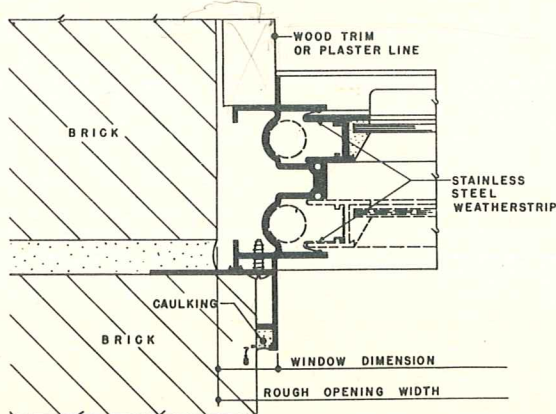 WOOD TRIM
OR PLASTER LINE
BRICK
STAINLESS
STEEL
WEATHERSTRIP
CAULKING
BRICK
WINDOW DIMENSION
ROUGH OPENING WIDTH